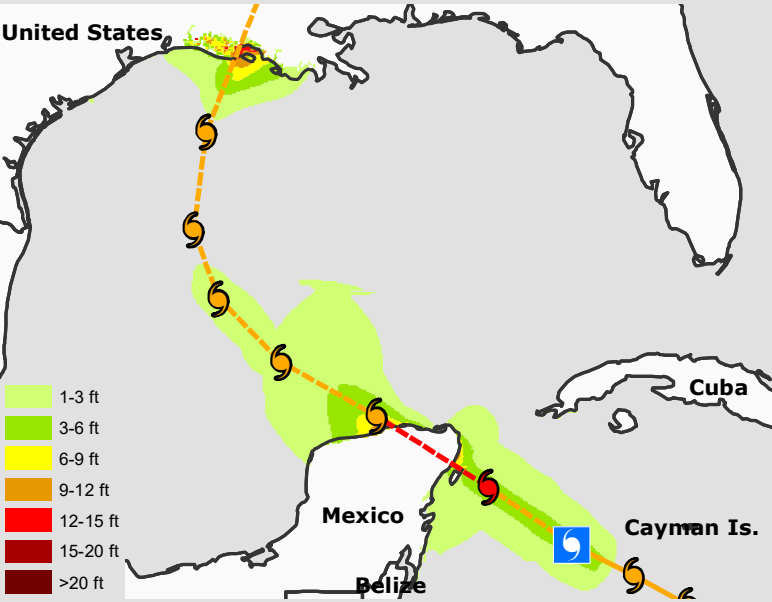 United States
Cuba
1-3 ft
3-6 ft
6-9 ft
9-12 ft
12-15 ft
15-20 ft
>20 ft
Mexico
Cayman Is.
Belize